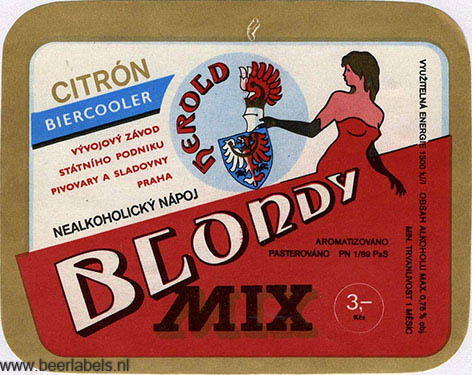 CITRÓN
BIERCOOLER
VÝVOJOVÝ ZÁVOD
STÁTNÍHO PODNIKU
PIVOVARY A SLADOVNY
PRAHA
HEROLD
NEALKOHOLICKÝ NÁPOJ
BLONDY
MIX
AROMATIZOVÁNO
PASTEROVÁNO PN 1/89 PaS
3,–
Kčs
VYUŽITELNÁ ENERGIE 1300 kJ/l OBSAH ALKOHOLU MAX. 0,75 % obj.
MIN. TRVANLIVOST 1 MĚSÍC
www.beerlabels.nl